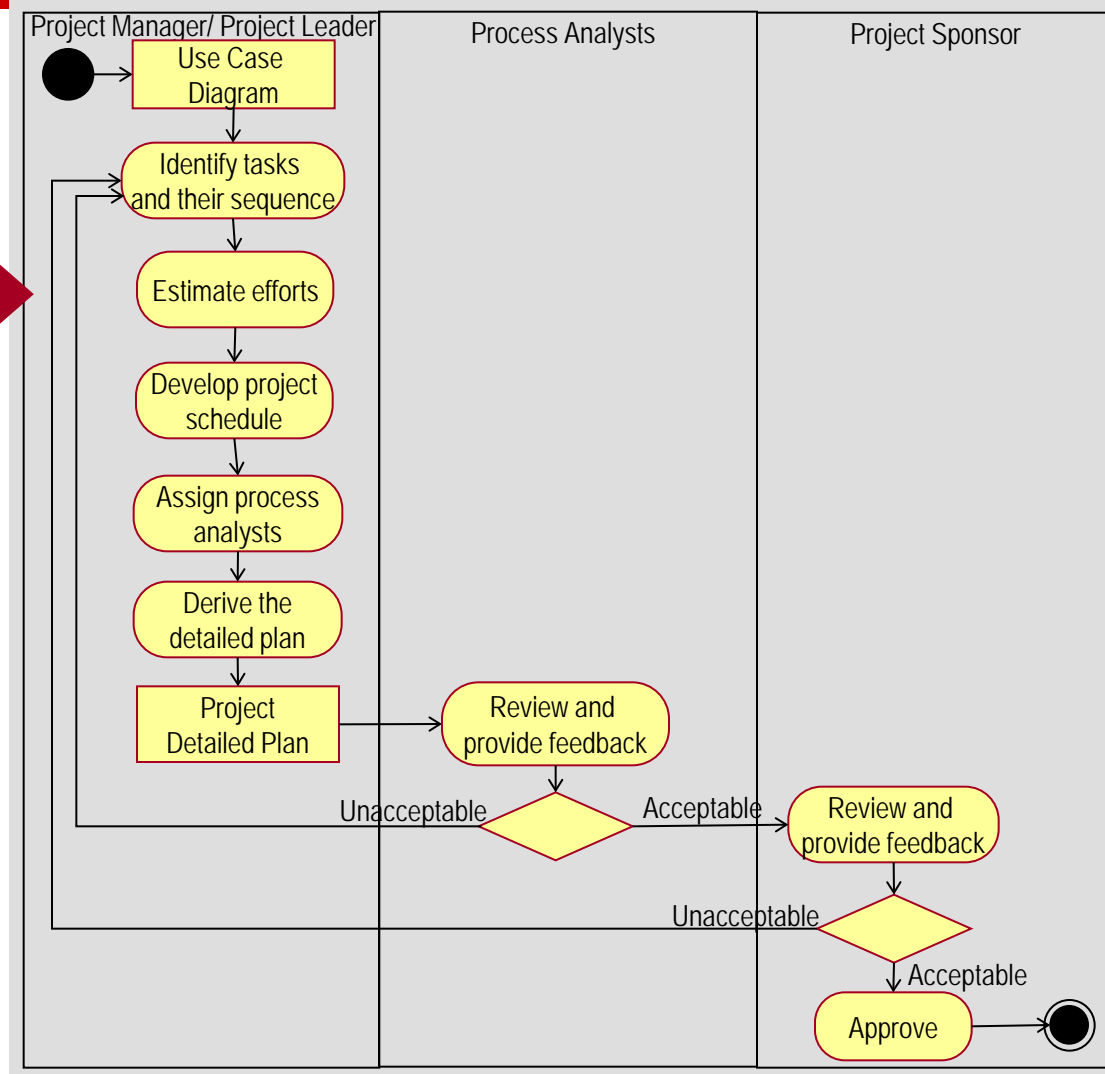 Project Manager/ Project Leader
Process Analysts
Project Sponsor
Use Case
Diagram
Identify tasks
and their sequence
Estimate efforts
Develop project
schedule
Assign process
analysts
Derive the
detailed plan
Project
Detailed Plan
Review and
provide feedback
Unacceptable
Acceptable
Review and
provide feedback
Unacceptable
Acceptable
Approve